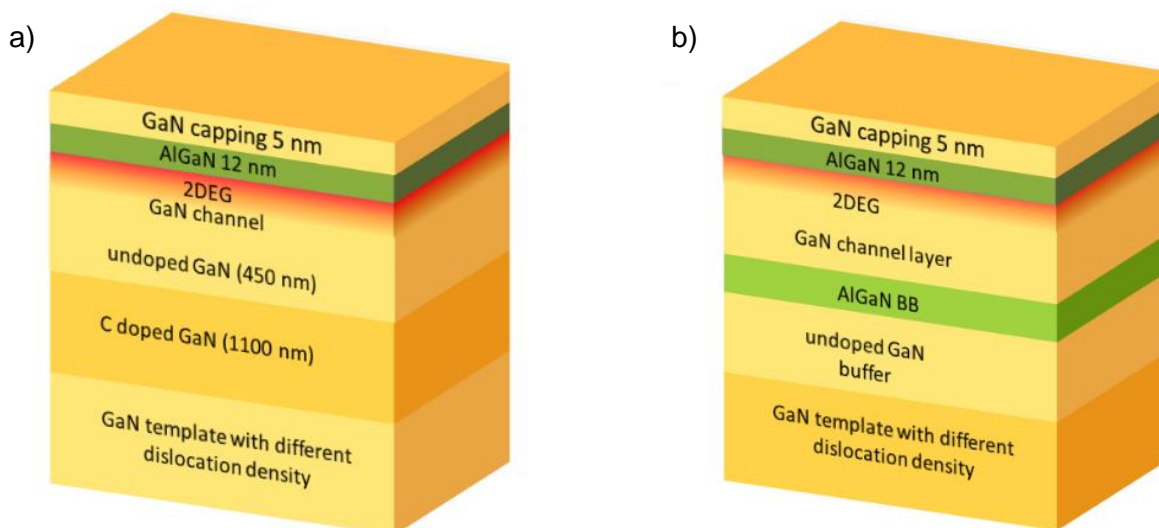 a)
GaN capping 5 nm
AlGaN 12 nm
2DEG
GaN channel
undoped GaN (450 nm)
C doped GaN (1100 nm)
GaN template with different
dislocation density
b)
GaN capping 5 nm
AlGaN 12 nm
2DEG
GaN channel layer
AlGaN BB
undoped GaN
buffer
GaN template with different
dislocation density